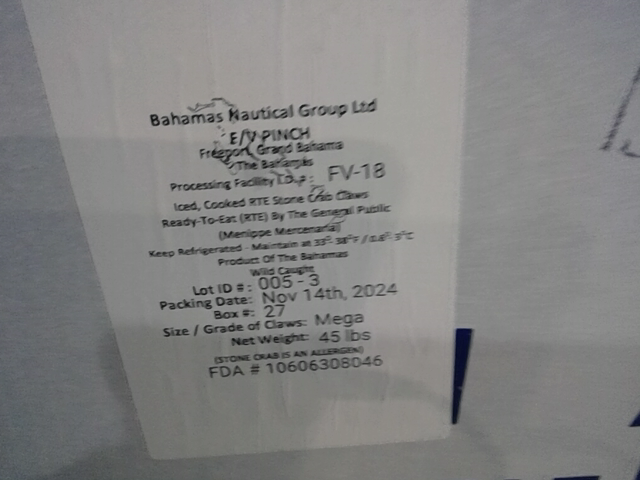 Bahamas Nautical Group Ltd
F/V PINCH
Freeport, Grand Bahama
The Bahamas
Processing Facility I.D.#: FV-18
Iced, Cooked RTE Stone Crab Claws
Ready-To-Eat (RTE) By The General Public
(Menippe Mercenaria)
Keep Refrigerated - Maintain at 33°-38°F /
Product Of The Bahamas
Wild Caught
Lot ID #: 005 - 3
Packing Date: Nov 14th, 2024
Box #: 27
Size / Grade of Claws: Mega
Net Weight: 45 lbs
(STONE CRAB IS AN ALLERGEN)
FDA # 10606308046